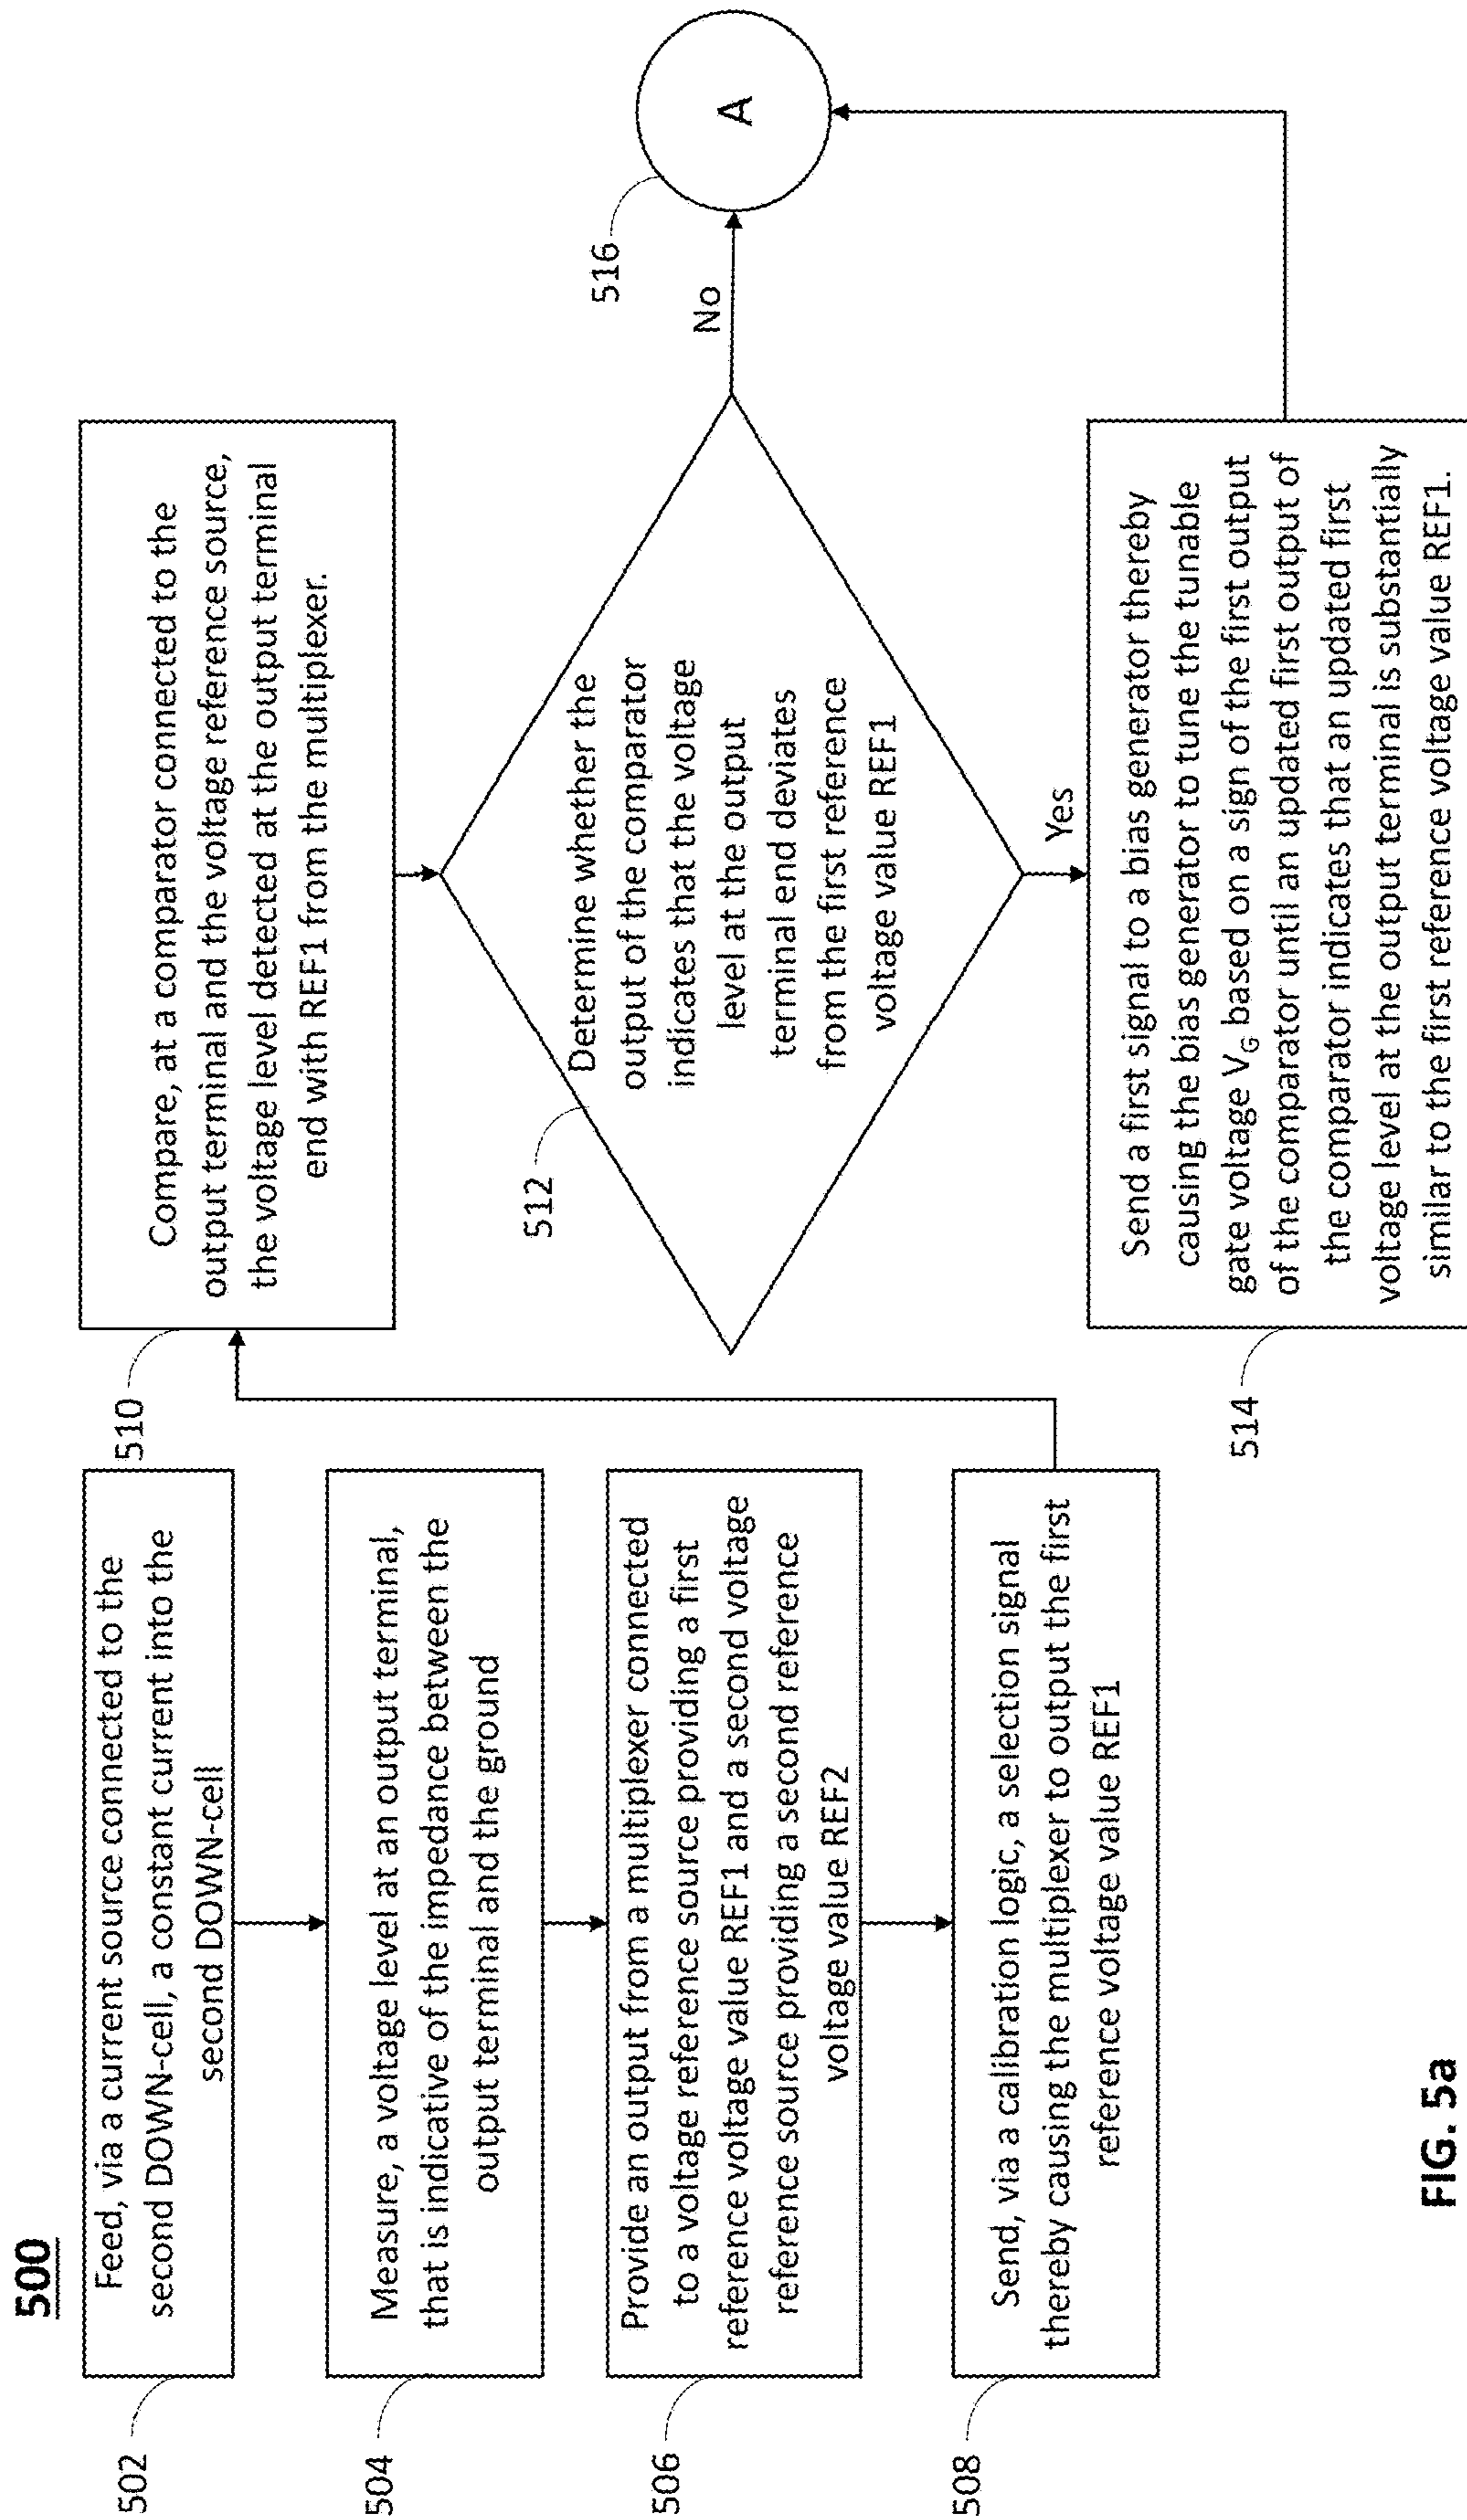 500
502
Feed, via a current source connected to the
second DOWN-cell, a constant current into the
second DOWN-cell
504
Measure, a voltage level at an output terminal,
that is indicative of the impedance between the
output terminal and the ground
506
Provide an output from a multiplexer connected
to a voltage reference source providing a first
reference voltage value REF1 and a second voltage
reference source providing a second reference
voltage value REF2
508
Send, via a calibration logic, a selection signal
thereby causing the multiplexer to output the first
reference voltage value REF1
510
Compare, at a comparator connected to the
output terminal and the voltage reference source,
the voltage level detected at the output terminal
end with REF1 from the multiplexer.
512
Determine whether the
output of the comparator
indicates that the voltage
level at the output
terminal end deviates
from the first reference
voltage value REF1
No
Yes
514
Send a first signal to a bias generator thereby
causing the bias generator to tune the tunable
gate voltage VG based on a sign of the first output
of the comparator until an updated first output of
the comparator indicates that an updated first
voltage level at the output terminal is substantially
similar to the first reference voltage value REF1.
516
A
FIG. 5a